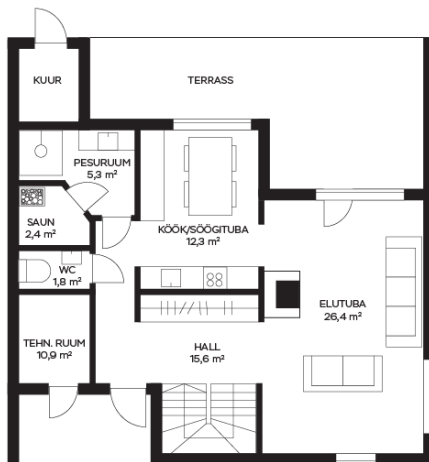 KUUR
TERRASS
PESURUUM
5,3 m²
SAUN
2,4 m²
KÖÖK/SÖÖGITUBA
12,3 m²
WC
1,8 m²
ELUTUBA
26,4 m²
TEHN. RUUM
10,9 m²
HALL
15,6 m²